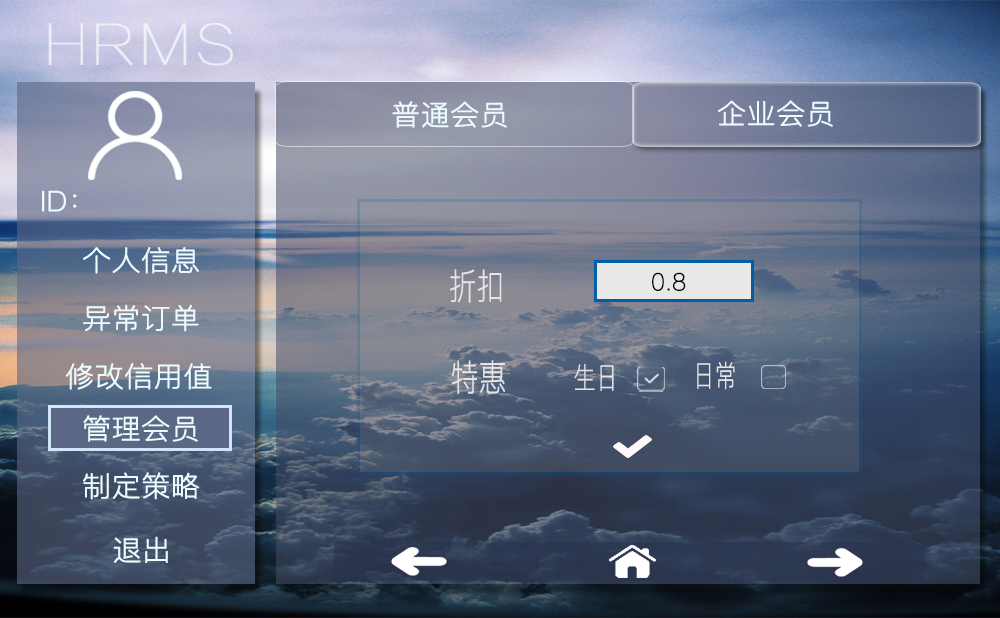 HRMS
ID：
个人信息
异常订单
修改信用值
管理会员
制定策略
退出
普通会员
企业会员
折扣
0.8
特惠
生日
日常